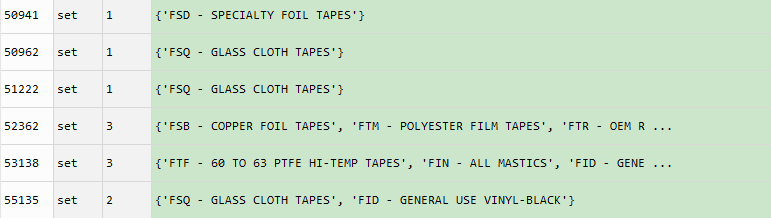 50941 set 1 {'FSD - SPECIALTY FOIL TAPES'}
50962 set 1 {'FSQ - GLASS CLOTH TAPES'}
51222 set 1 {'FSQ - GLASS CLOTH TAPES'}
52362 set 3 {'FSB - COPPER FOIL TAPES', 'FTM - POLYESTER FILM TAPES', 'FTR - OEM R ...
53138 set 3 {'FTF - 60 TO 63 PTFE HI-TEMP TAPES', 'FIN - ALL MASTICS', 'FID - GENE ...
55135 set 2 {'FSQ - GLASS CLOTH TAPES', 'FID - GENERAL USE VINYL-BLACK'}